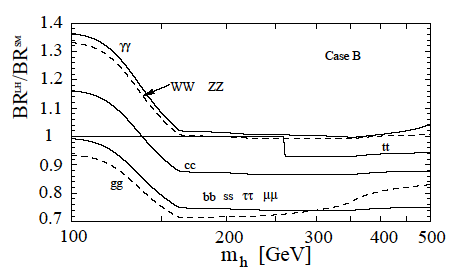 1.4
γγ
Case B
1.3
1.2
WW ZZ
1.1
1
tt
0.9
cc
0.8
gg
bb ss ττ μμ
0.7
100
200
300
400
500
m_h [GeV]
BR^LH/BR^SM